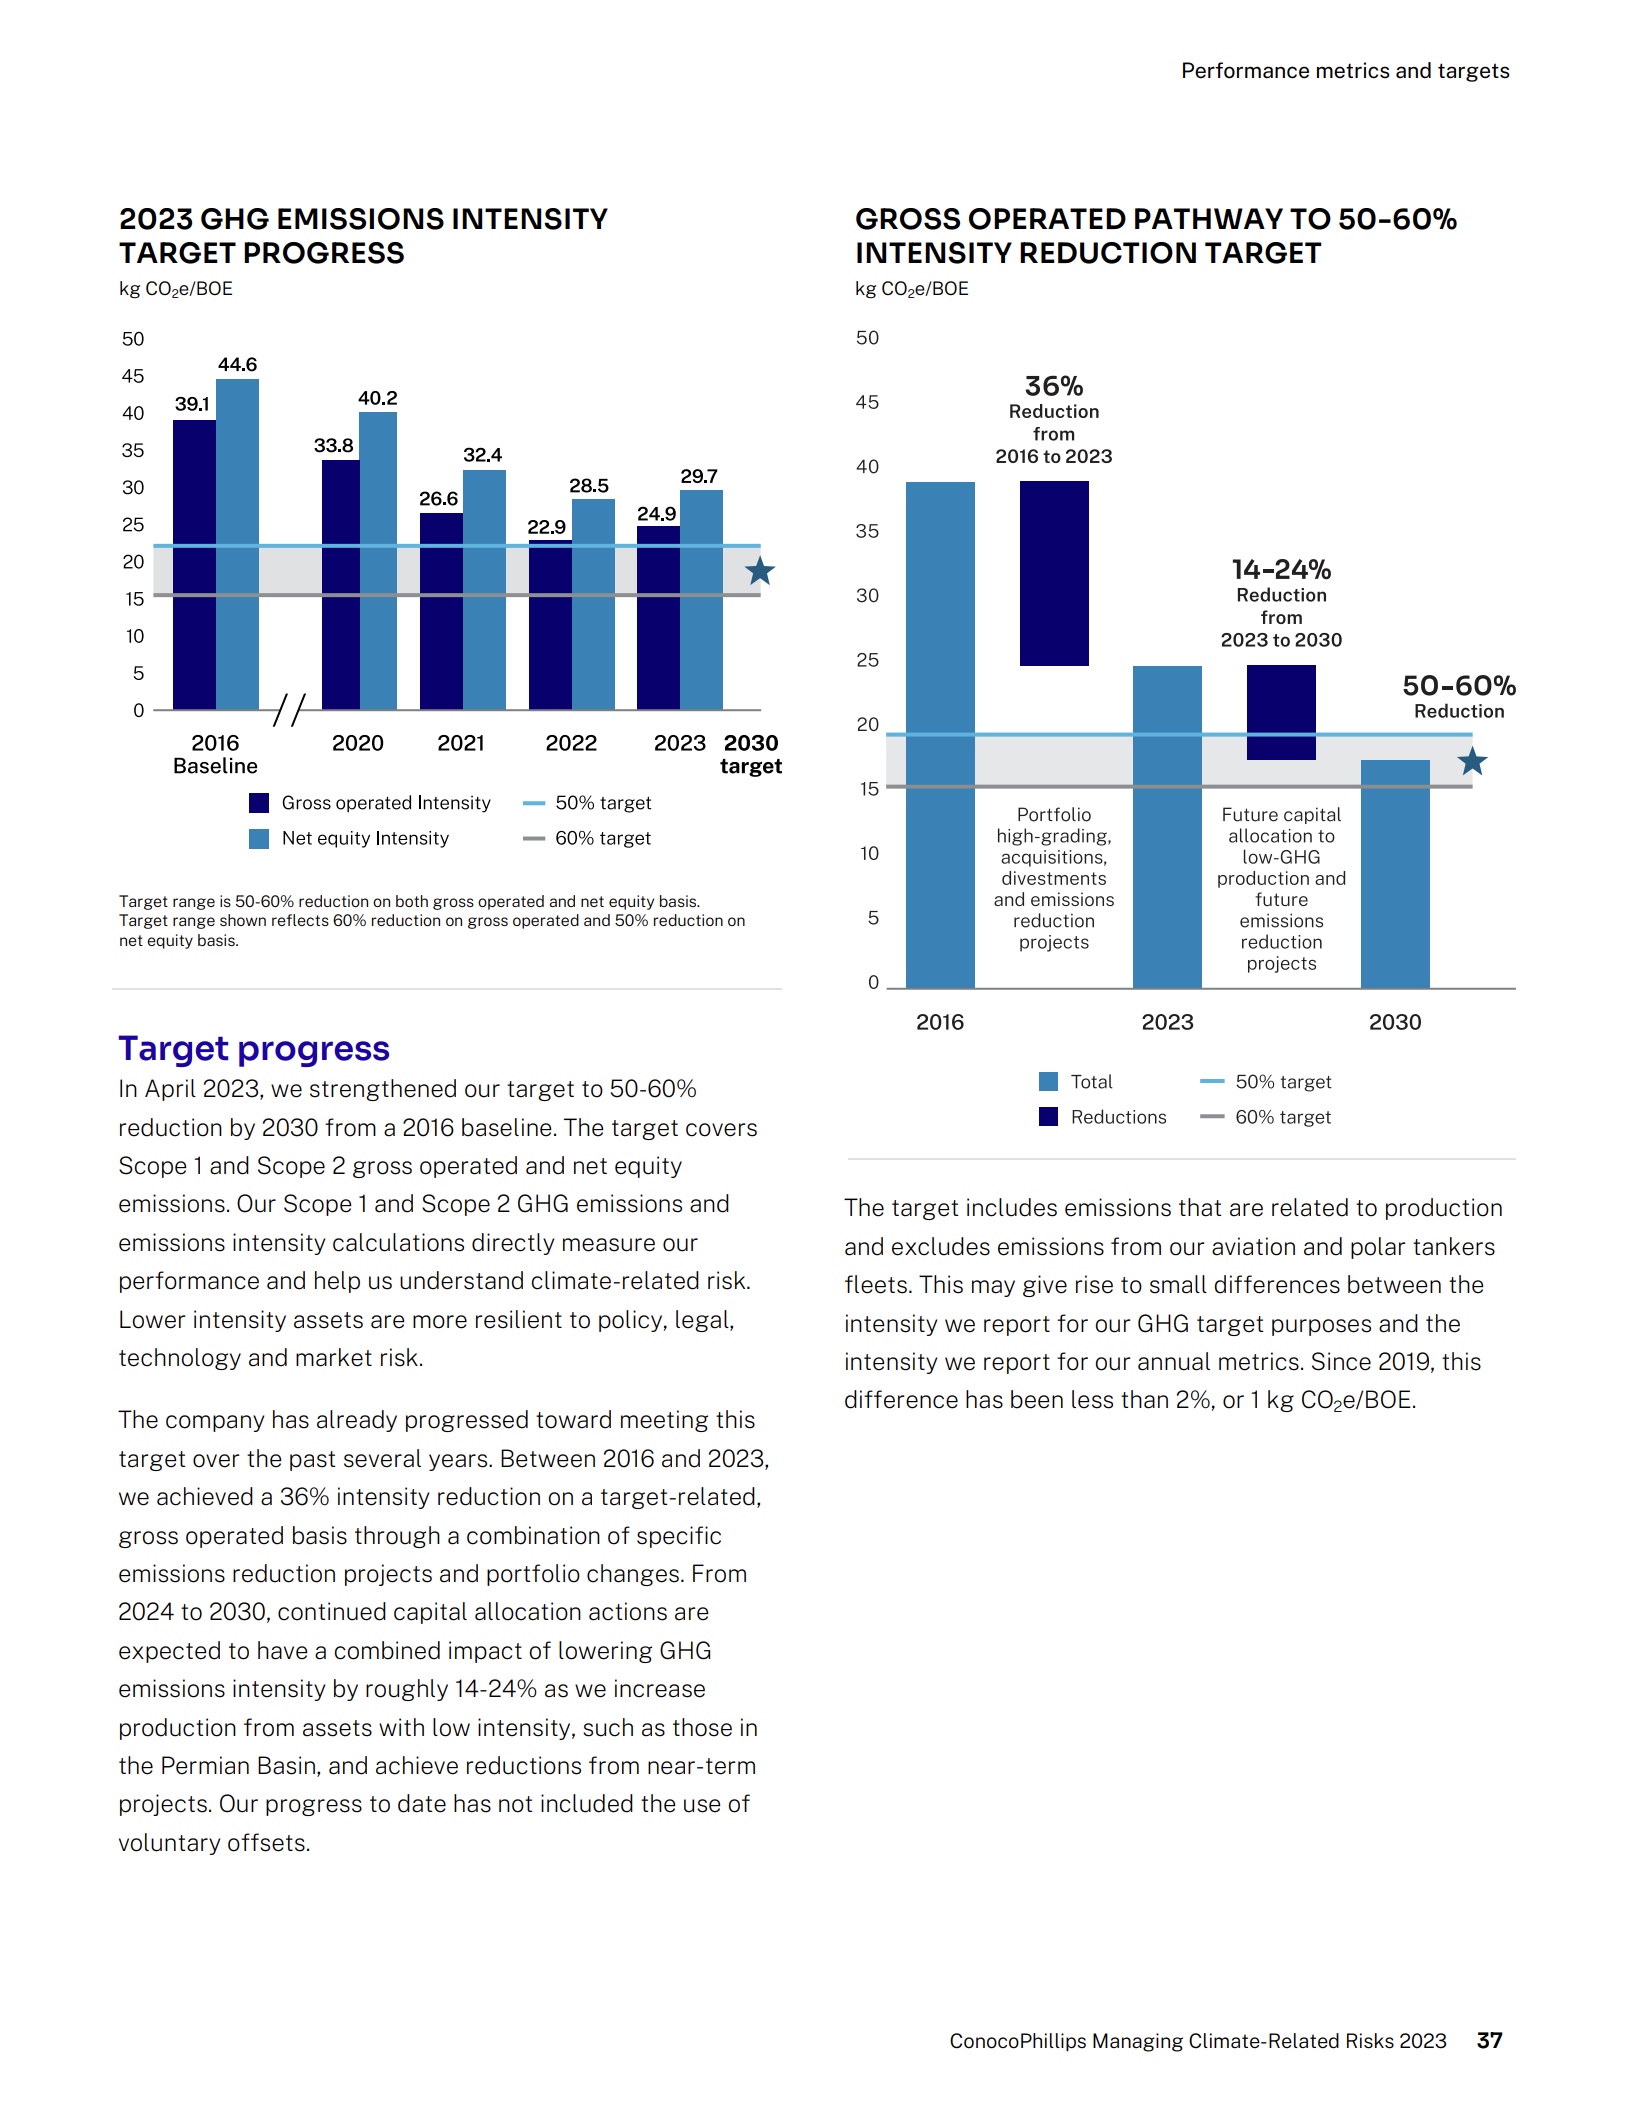 Performance metrics and targets
2023 GHG EMISSIONS INTENSITY
TARGET PROGRESS
kg CO₂e/BOE
50
45
40
35
30
25
20
15
10
5
0
39.1
44.6
33.8
40.2
26.6
32.4
22.9
28.5
24.9
29.7
2016
Baseline
2020
2021
2022
2023
2030
target
Gross operated Intensity
50% target
Net equity Intensity
60% target
Target range is 50-60% reduction on both gross operated and net equity basis.
Target range shown reflects 60% reduction on gross operated and 50% reduction on
net equity basis.
Target progress
In April 2023, we strengthened our target to 50-60%
reduction by 2030 from a 2016 baseline. The target covers
Scope 1 and Scope 2 gross operated and net equity
emissions. Our Scope 1 and Scope 2 GHG emissions and
emissions intensity calculations directly measure our
performance and help us understand climate-related risk.
Lower intensity assets are more resilient to policy, legal,
technology and market risk.
The company has already progressed toward meeting this
target over the past several years. Between 2016 and 2023,
we achieved a 36% intensity reduction on a target-related,
gross operated basis through a combination of specific
emissions reduction projects and portfolio changes. From
2024 to 2030, continued capital allocation actions are
expected to have a combined impact of lowering GHG
emissions intensity by roughly 14-24% as we increase
production from assets with low intensity, such as those in
the Permian Basin, and achieve reductions from near-term
projects. Our progress to date has not included the use of
voluntary offsets.
GROSS OPERATED PATHWAY TO 50-60%
INTENSITY REDUCTION TARGET
kg CO₂e/BOE
50
45
40
35
30
25
20
15
10
5
0
36%
Reduction
from
2016 to 2023
14-24%
Reduction
from
2023 to 2030
50-60%
Reduction
Portfolio
high-grading,
acquisitions,
divestments
and emissions
reduction
projects
Future capital
allocation to
low-GHG
production and
future
emissions
reduction
projects
2016
2023
2030
Total
50% target
Reductions
60% target
The target includes emissions that are related to production
and excludes emissions from our aviation and polar tankers
fleets. This may give rise to small differences between the
intensity we report for our GHG target purposes and the
intensity we report for our annual metrics. Since 2019, this
difference has been less than 2%, or 1 kg CO₂e/BOE.
ConocoPhillips Managing Climate-Related Risks 2023 37